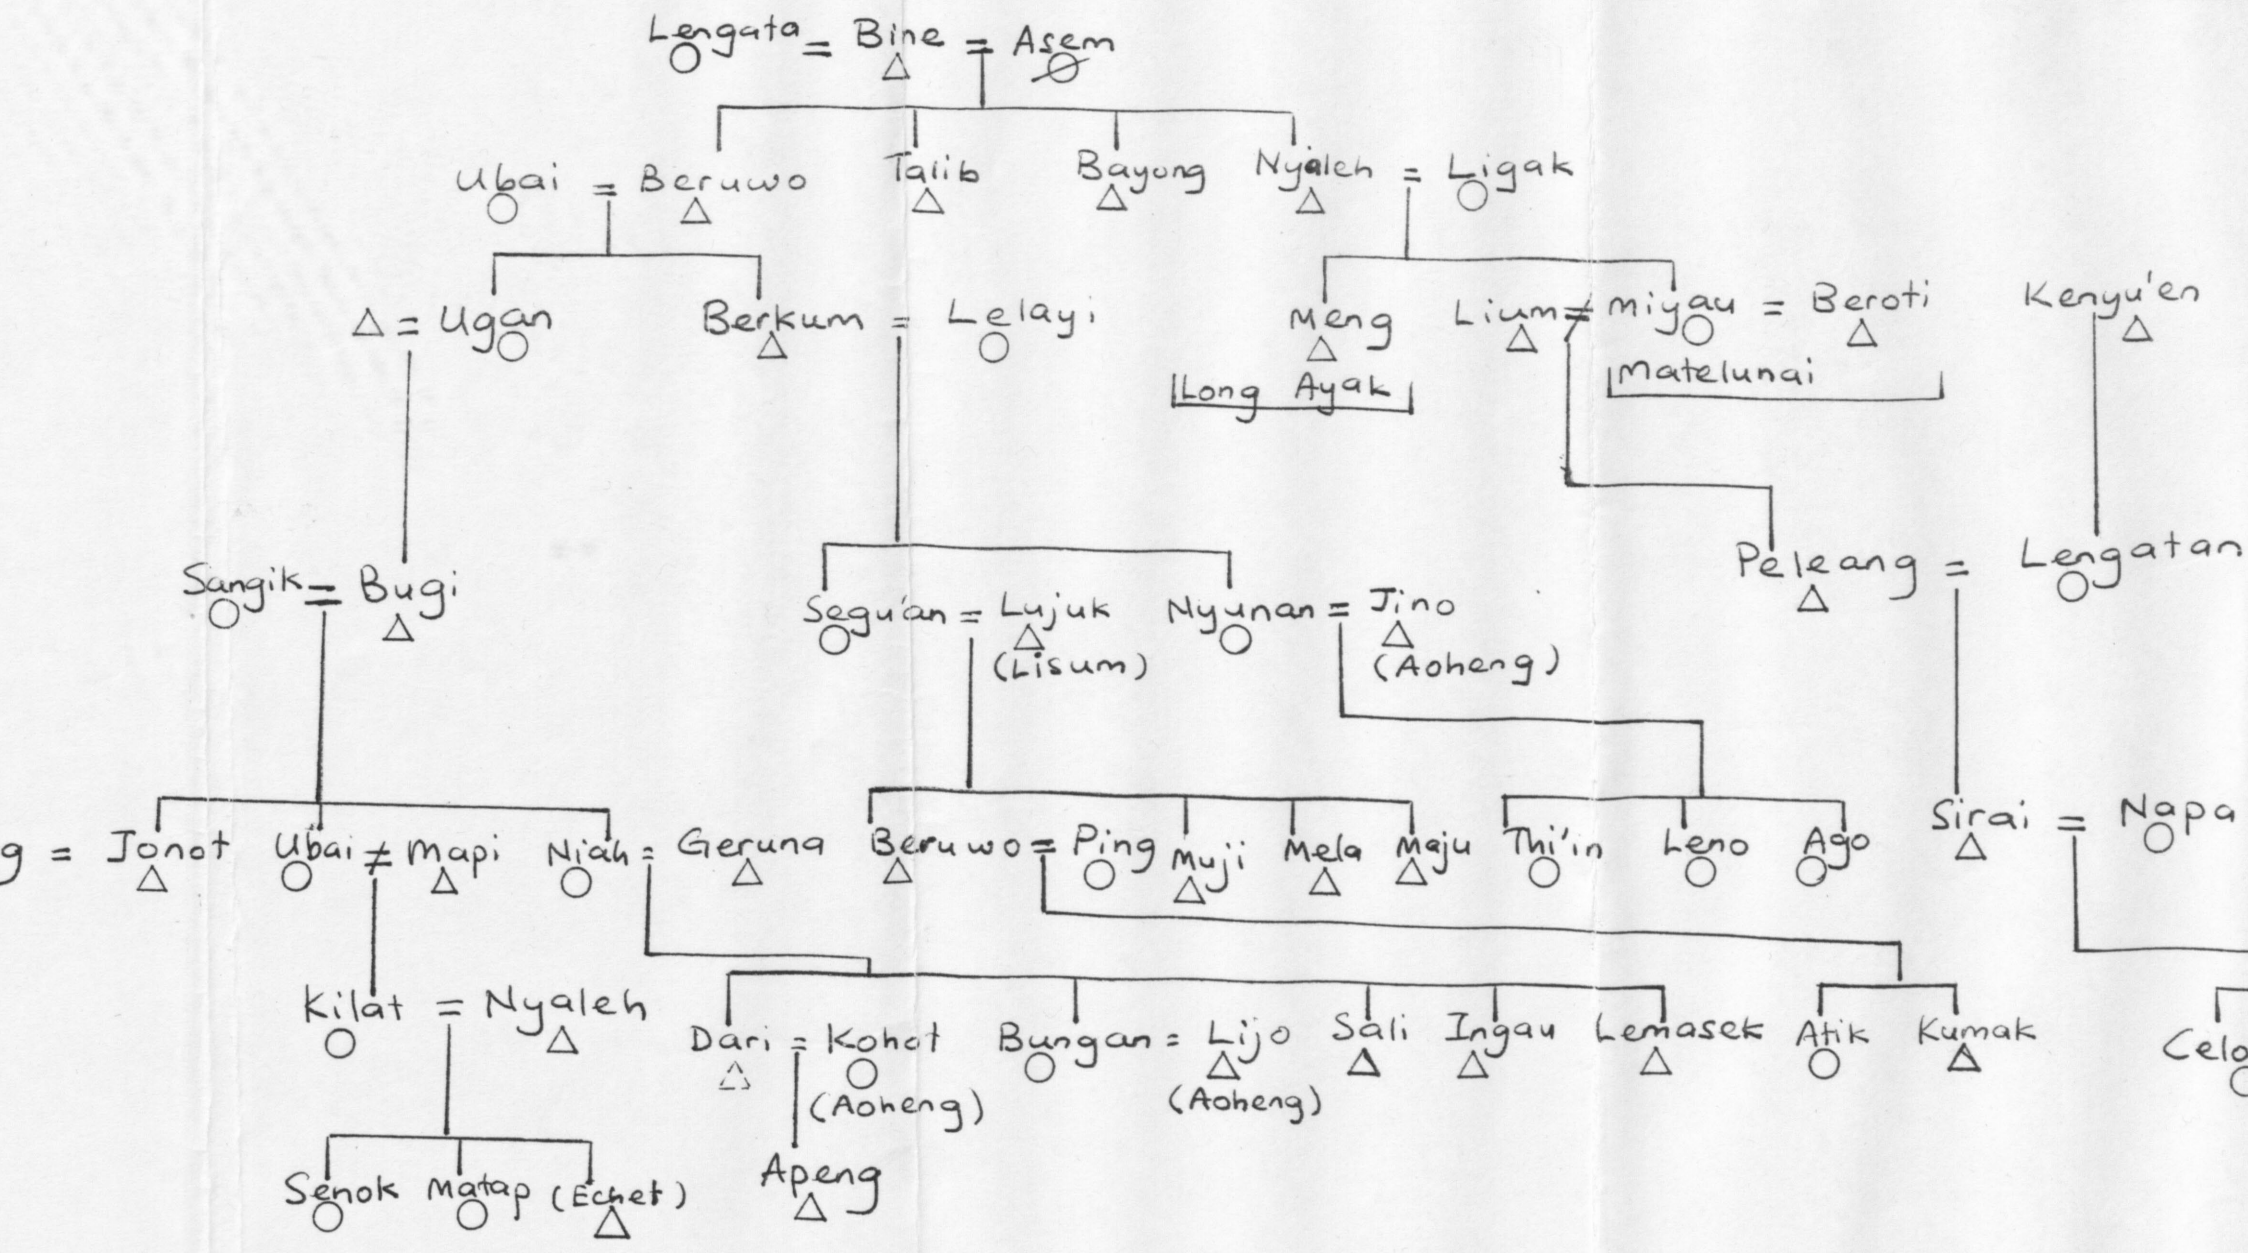 Lengata = Bine = Asem
Ubai = Beruwo Talib Bayong Nyaleh = Ligak
= Ugan Berkum = Lelayi Meng Lium ≠ Miyau = Beroti Kenyu'en
Long Ayak Matelunai
Sangik = Bugi Segu'an = Lujuk Nyunan = Jino Peleang = Lengatan
(Lisum) (Aoheng)
g = Jonot Ubai ≠ Mapi Niah = Geruna Beruwo = Ping Muji Mela Maju Thi'in Leno Ago Sirai = Napa
Kilat = Nyaleh Dari = Kohot Bungan = Lijo Sali Ingau Lemasek Atik Kumak Celo
(Aoheng) (Aoheng)
Senok Matap (Echet) Apeng